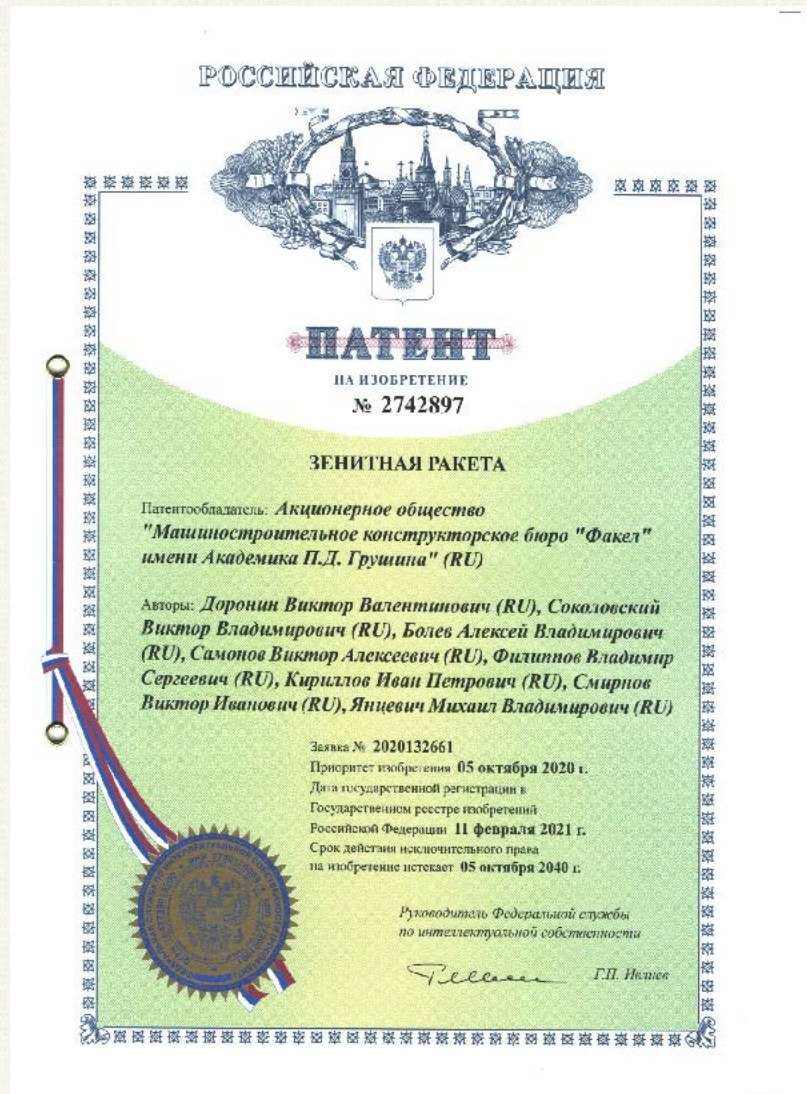 РОССИЙСКАЯ ФЕДЕРАЦИЯ
ПАТЕНТ
НА ИЗОБРЕТЕНИЕ
№ 2742897
ЗЕНИТНАЯ РАКЕТА
Патентообладатель: Акционерное общество
"Машиностроительное конструкторское бюро "Факел"
имени Академика П.Д. Грушина" (RU)
Авторы: Доронин Виктор Валентинович (RU), Соколовский
Виктор Владимирович (RU), Болев Алексей Владимирович
(RU), Самонов Виктор Алексеевич (RU), Филиппов Владимир
Сергеевич (RU), Кириллов Иван Петрович (RU), Смирнов
Виктор Иванович (RU), Янцевич Михаил Владимирович (RU)
Заявка № 2020132661
Приоритет изобретения 05 октября 2020 г.
Дата государственной регистрации в
Государственном реестре изобретений
Российской Федерации 11 февраля 2021 г.
Срок действия исключительного права
на изобретение истекает 05 октября 2040 г.
Руководитель Федеральной службы
по интеллектуальной собственности
Г.П. Ивлиев